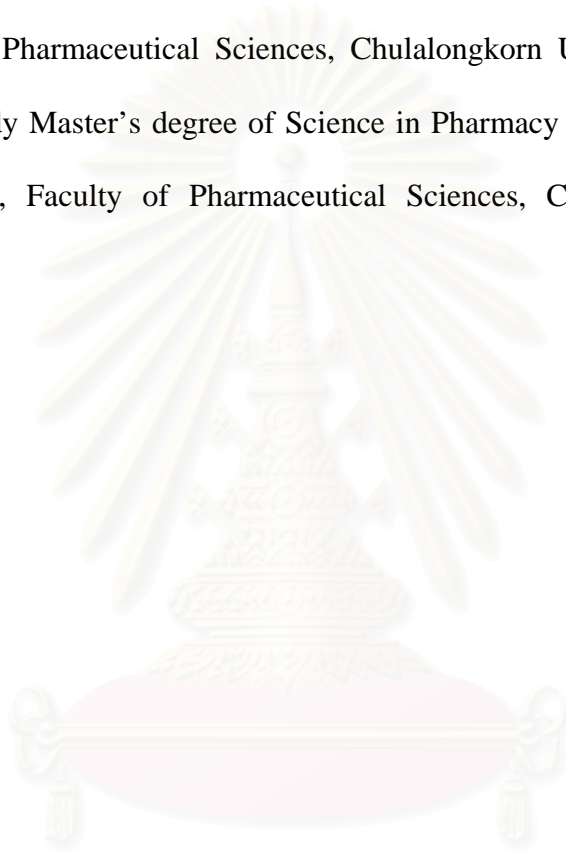 Pharmaceutical Sciences, Chulalongkorn
Master's degree of Science in Pharmacy
, Faculty of Pharmaceutical Sciences,